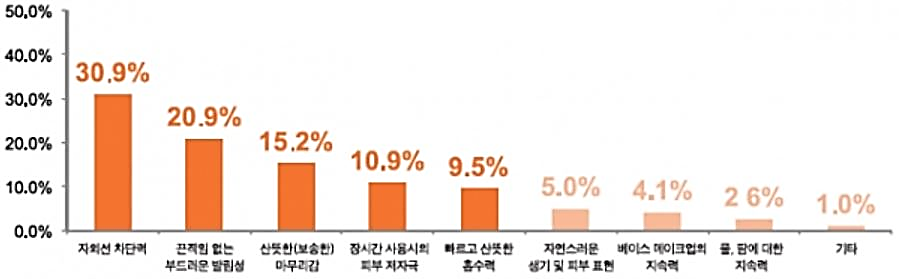 50.0%
40.0%
30.0%
20.0%
10.0%
0.0%
30.9%
20.9%
15.2%
10.9%
9.5%
5.0%
4.1%
2 6%
1.0%
자외선 차단력
끈적임 없는
부드러운 발림성
산뜻한(보송한)
마무리감
장시간 사용시의
피부 저자극
빠르고 산뜻한
흡수력
자연스러운
생기 및 피부 표현
베이스 메이크업의
지속력
물, 땀에 대한
지속력
기타